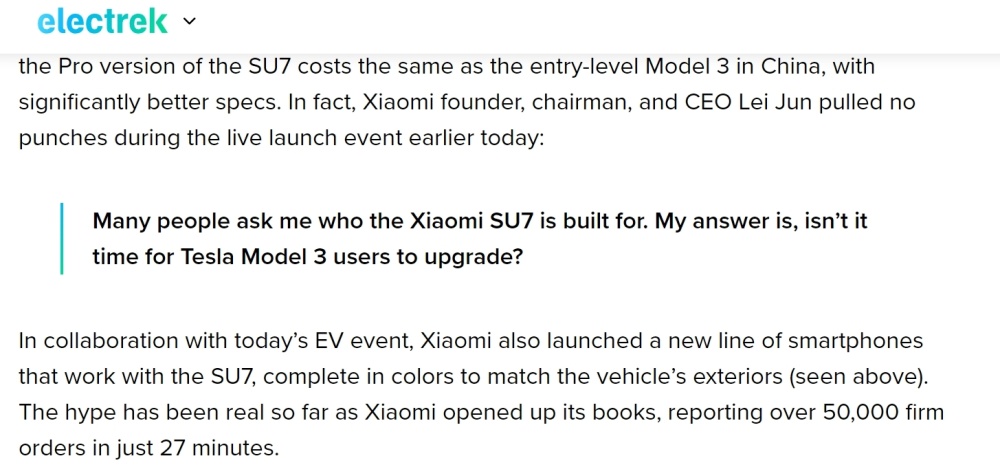 electrek
the Pro version of the SU7 costs the same as the entry-level Model 3 in China, with
significantly better specs. In fact, Xiaomi founder, chairman, and CEO Lei Jun pulled no
punches during the live launch event earlier today:
Many people ask me who the Xiaomi SU7 is built for. My answer is, isn’t it
time for Tesla Model 3 users to upgrade?
In collaboration with today’s EV event, Xiaomi also launched a new line of smartphones
that work with the SU7, complete in colors to match the vehicle’s exteriors (seen above).
The hype has been real so far as Xiaomi opened up its books, reporting over 50,000 firm
orders in just 27 minutes.